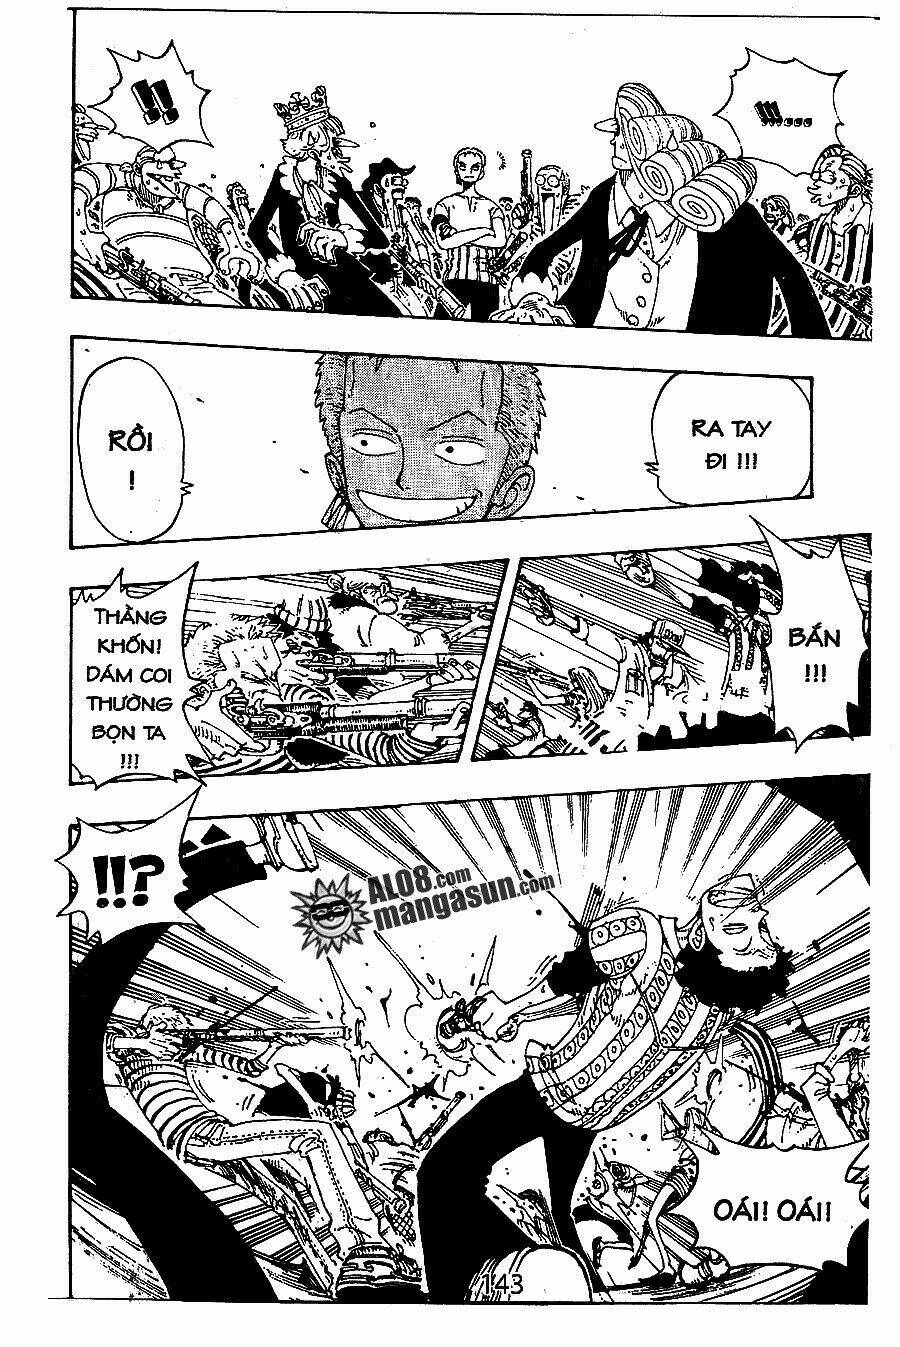 !!
!!!...
RỒI
!
RA TAY
ĐI !!!
THẰNG
KHỐN!
DÁM COI
THƯỜNG
BỌN TA
!!!
BẮN
!!!
!!?
AL08.com
mangasun.com
OÁI!! OÁI!!
143